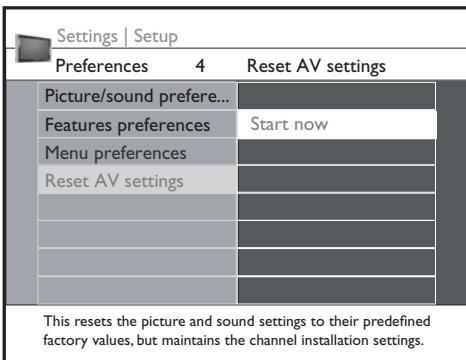 Settings | Setup
Preferences 4 Reset AV settings
Picture/sound prefere...
Features preferences Start now
Menu preferences
Reset AV settings
This resets the picture and sound settings to their predefined
factory values, but maintains the channel installation settings.